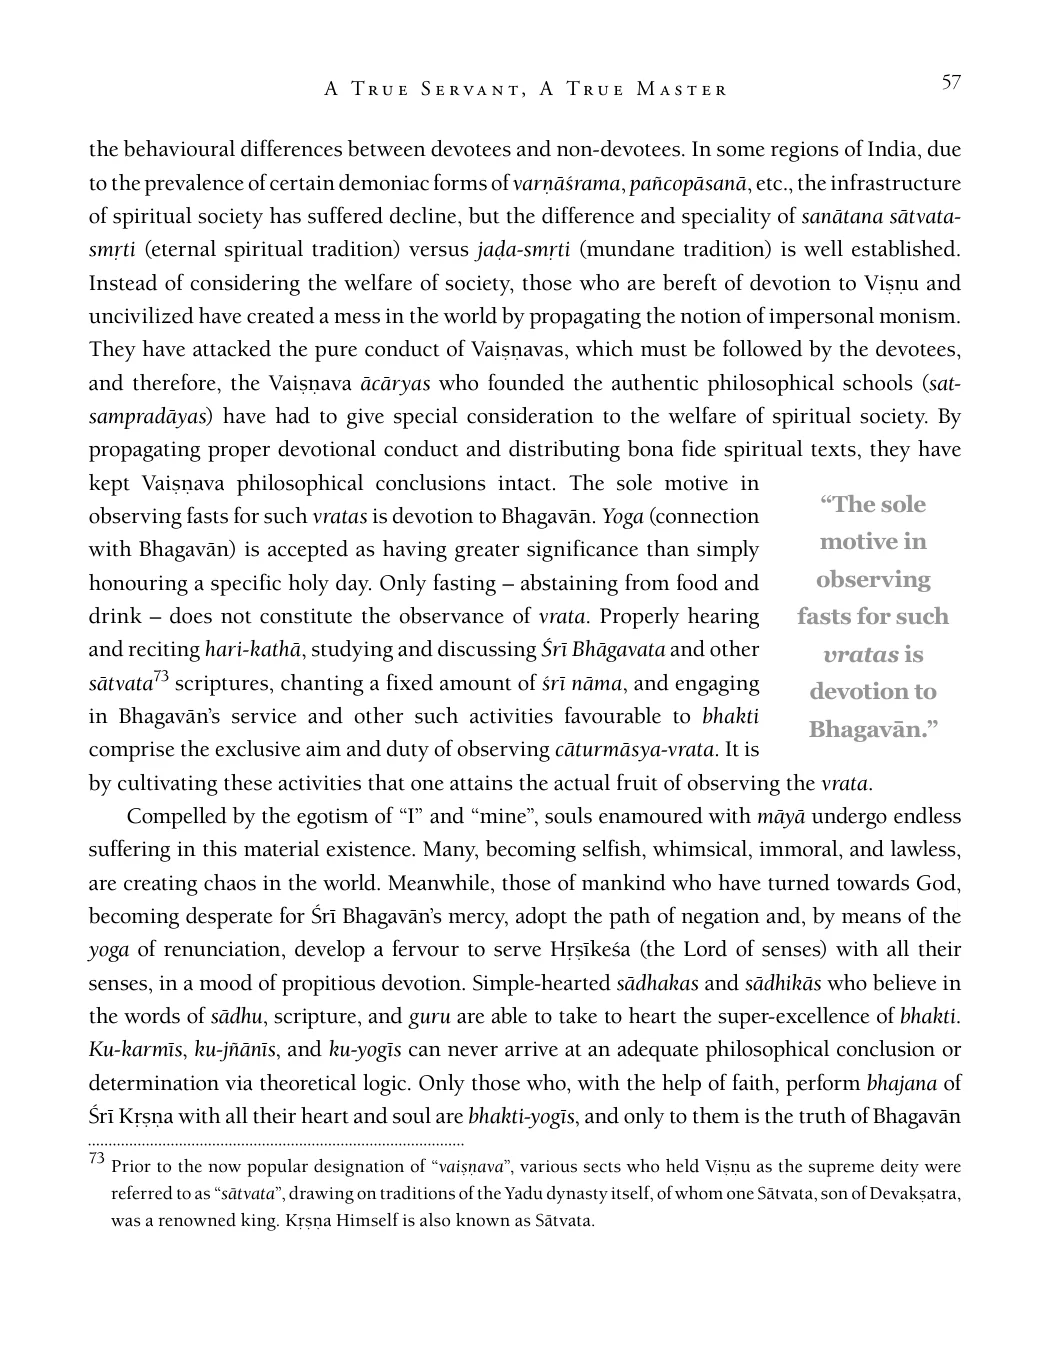 A True Servant, A True Master
57
the behavioural differences between devotees and non-devotees. In some regions of India, due
to the prevalence of certain demoniac forms of varṇāśrama, pañcopāsanā, etc., the infrastructure
of spiritual society has suffered decline, but the difference and speciality of sanātana sātvata-
smṛti (eternal spiritual tradition) versus jaḍa-smṛti (mundane tradition) is well established.
Instead of considering the welfare of society, those who are bereft of devotion to Viṣṇu and
uncivilized have created a mess in the world by propagating the notion of impersonal monism.
They have attacked the pure conduct of Vaiṣṇavas, which must be followed by the devotees,
and therefore, the Vaiṣṇava ācāryas who founded the authentic philosophical schools (sat-
sampradāyas) have had to give special consideration to the welfare of spiritual society. By
propagating proper devotional conduct and distributing bona fide spiritual texts, they have
kept Vaiṣṇava philosophical conclusions intact. The sole motive in
observing fasts for such vratas is devotion to Bhagavān. Yoga (connection
with Bhagavān) is accepted as having greater significance than simply
honouring a specific holy day. Only fasting – abstaining from food and
drink – does not constitute the observance of vrata. Properly hearing
and reciting hari-kathā, studying and discussing Śrī Bhāgavata and other
sātvata73 scriptures, chanting a fixed amount of śrī nāma, and engaging
in Bhagavān's service and other such activities favourable to bhakti
comprise the exclusive aim and duty of observing cāturmāsya-vrata. It is
by cultivating these activities that one attains the actual fruit of observing the vrata.
“The sole
motive in
observing
fasts for such
vratas is
devotion to
Bhagavān.”
Compelled by the egotism of “I” and “mine”, souls enamoured with māyā undergo endless
suffering in this material existence. Many, becoming selfish, whimsical, immoral, and lawless,
are creating chaos in the world. Meanwhile, those of mankind who have turned towards God,
becoming desperate for Śrī Bhagavān's mercy, adopt the path of negation and, by means of the
yoga of renunciation, develop a fervour to serve Hṛṣīkeśa (the Lord of senses) with all their
senses, in a mood of propitious devotion. Simple-hearted sādhakas and sādhikās who believe in
the words of sādhu, scripture, and guru are able to take to heart the super-excellence of bhakti.
Ku-karmīs, ku-jñānīs, and ku-yogīs can never arrive at an adequate philosophical conclusion or
determination via theoretical logic. Only those who, with the help of faith, perform bhajana of
Śrī Kṛṣṇa with all their heart and soul are bhakti-yogīs, and only to them is the truth of Bhagavān
73 Prior to the now popular designation of “vaiṣṇava”, various sects who held Viṣṇu as the supreme deity were
referred to as “sātvata”, drawing on traditions of the Yadu dynasty itself, of whom one Sātvata, son of Devakṣatra,
was a renowned king. Kṛṣṇa Himself is also known as Sātvata.